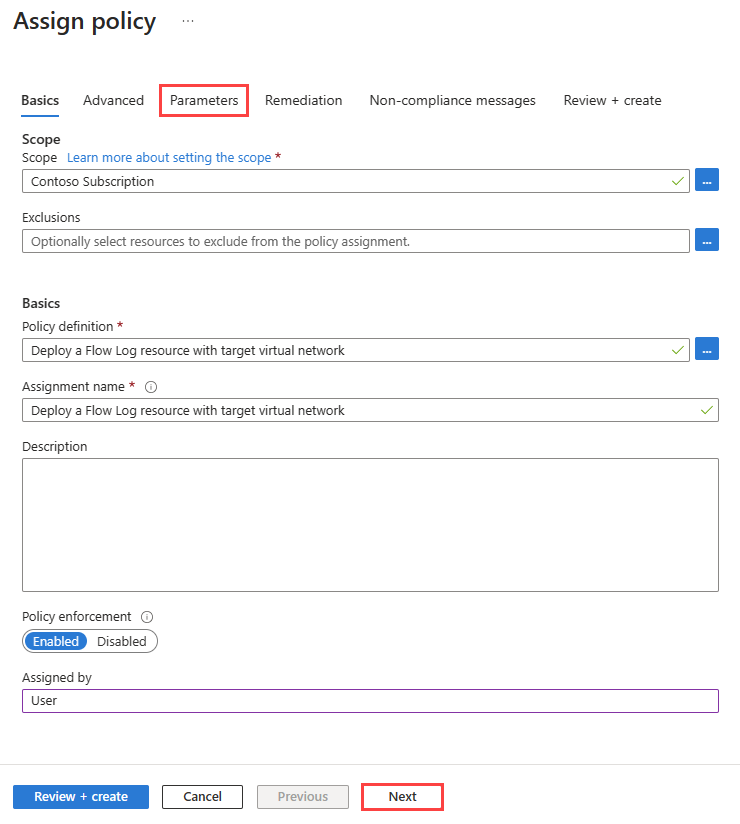 Assign policy ...
Basics Advanced Parameters Remediation Non-compliance messages Review + create
Scope
Scope Learn more about setting the scope *
Contoso Subscription ...
Exclusions
Optionally select resources to exclude from the policy assignment. ...
Basics
Policy definition *
Deploy a Flow Log resource with target virtual network ...
Assignment name *
Deploy a Flow Log resource with target virtual network
Description
Policy enforcement
Enabled Disabled
Assigned by
User
Review + create Cancel Previous Next